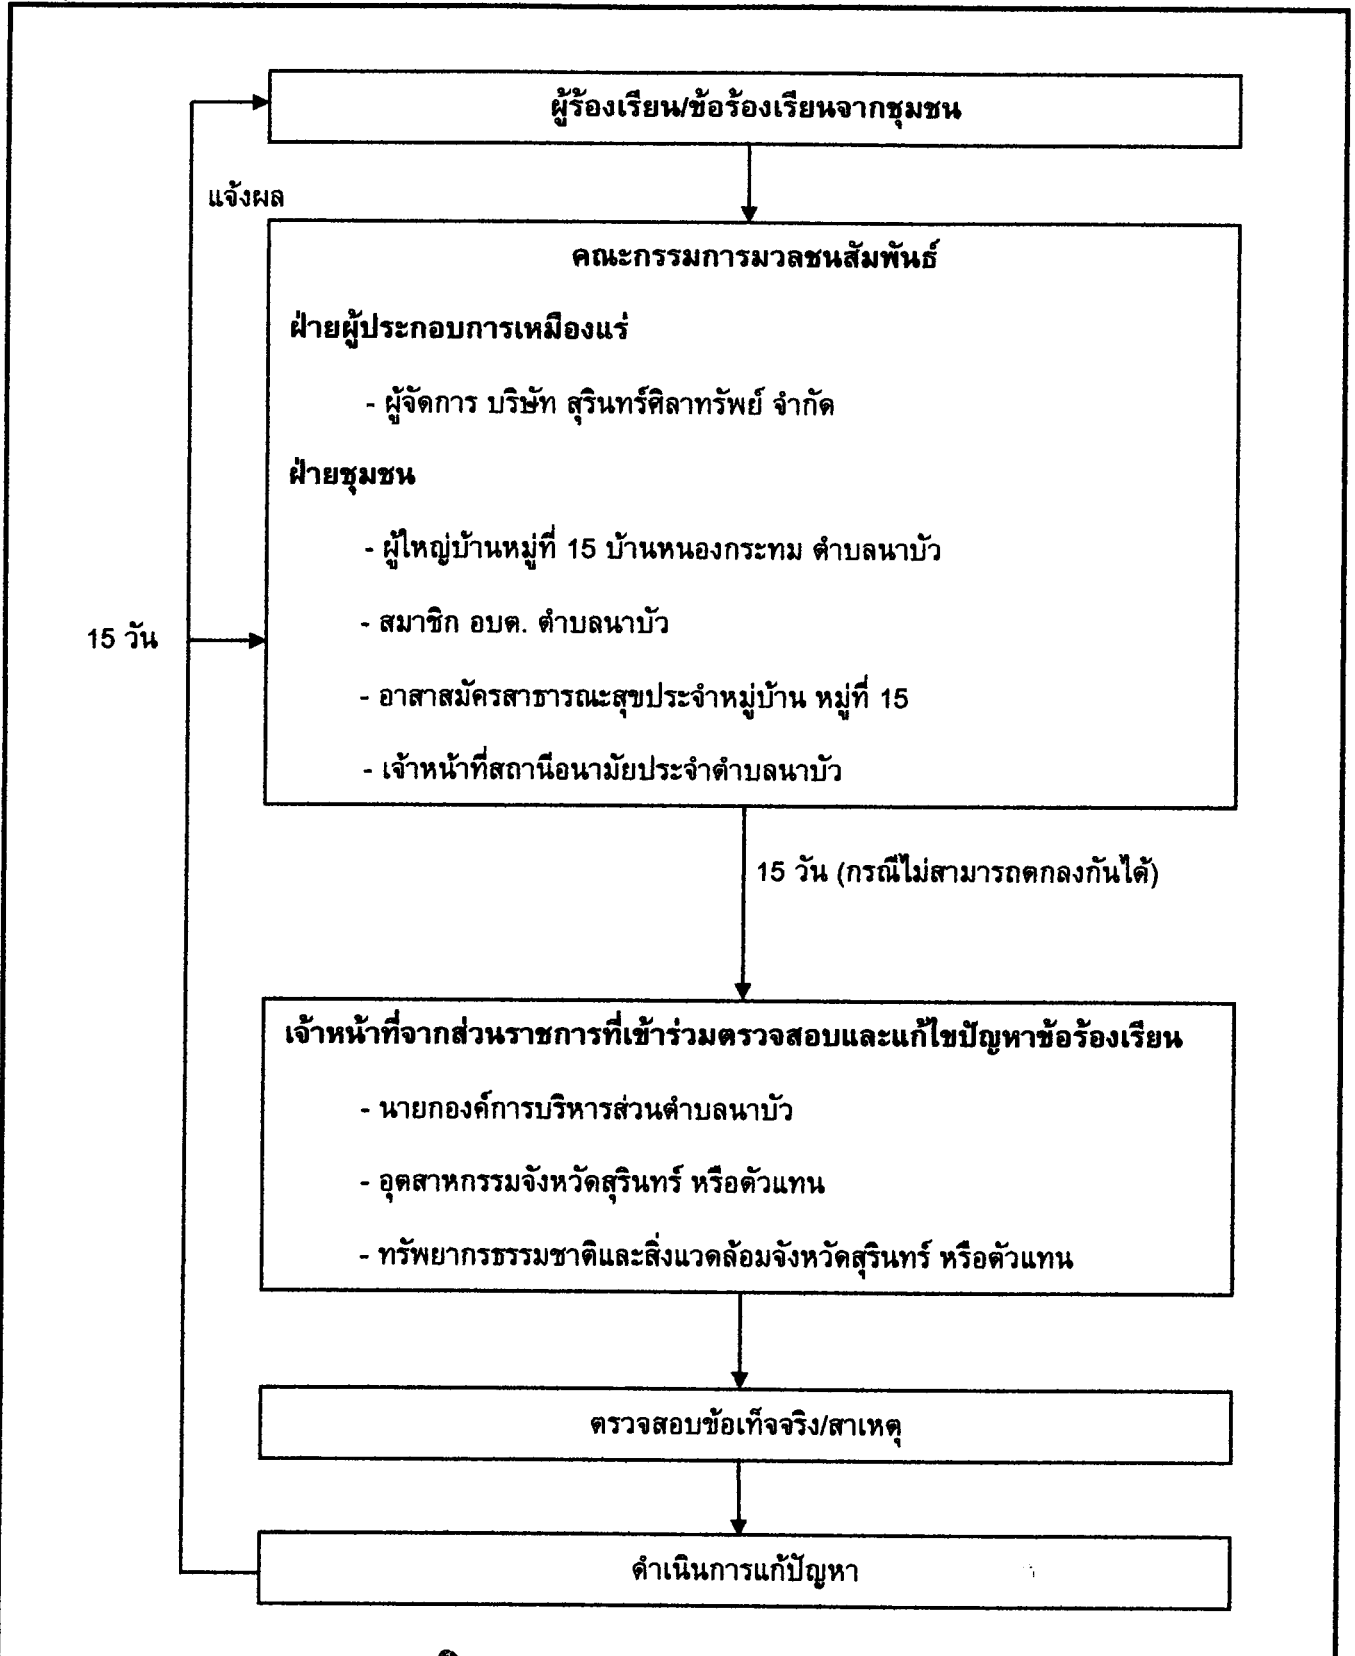 ผู้ร้องเรียน/ข้อร้องเรียนจากชุมชน
แจ้งผล
คณะกรรมการมวลชนสัมพันธ์
ฝ่ายผู้ประกอบการเหมืองแร่
- ผู้จัดการ บริษัท สุรินทร์ศิลาทรัพย์ จำกัด
ฝ่ายชุมชน
- ผู้ใหญ่บ้านหมู่ที่ 15 บ้านหนองกระทม ตำบลนาบัว
- สมาชิก อบต. ตำบลนาบัว
15 วัน
- อาสาสมัครสาธารณะสุขประจำหมู่บ้าน หมู่ที่ 15
- เจ้าหน้าที่สถานีอนามัยประจำตำบลนาบัว
15 วัน (กรณีไม่สามารถตกลงกันได้)
เจ้าหน้าที่จากส่วนราชการที่เข้าร่วมตรวจสอบและแก้ไขปัญหาข้อร้องเรียน
- นายกองค์การบริหารส่วนตำบลนาบัว
- อุตสาหกรรมจังหวัดสุรินทร์ หรือตัวแทน
- ทรัพยากรธรรมชาติและสิ่งแวดล้อมจังหวัดสุรินทร์ หรือตัวแทน
ตรวจสอบข้อเท็จจริง/สาเหตุ
ดำเนินการแก้ปัญหา